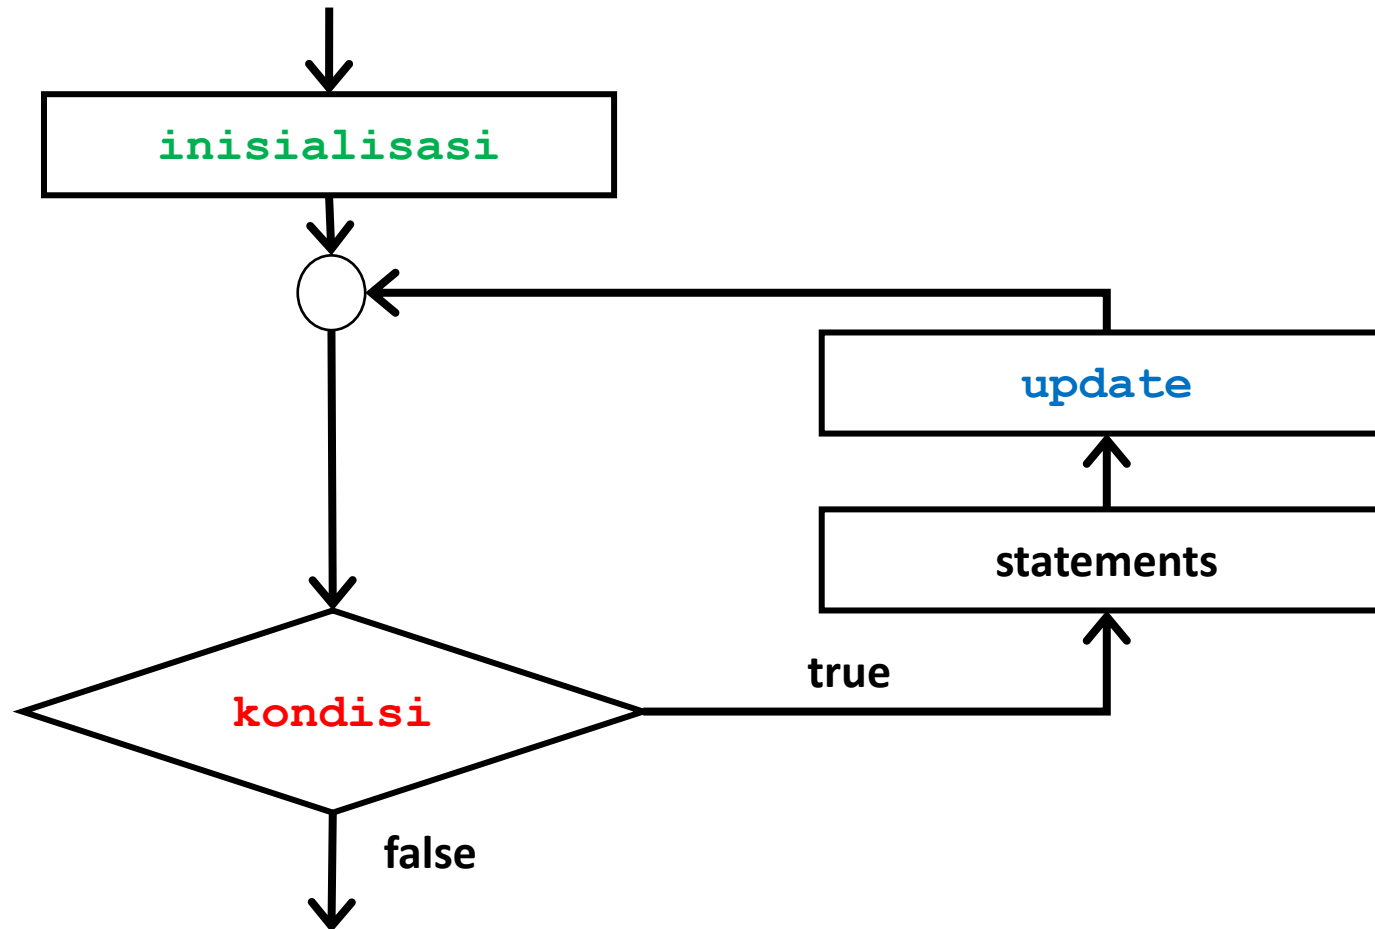 inisialisasi
update
statements
true
kondisi
false